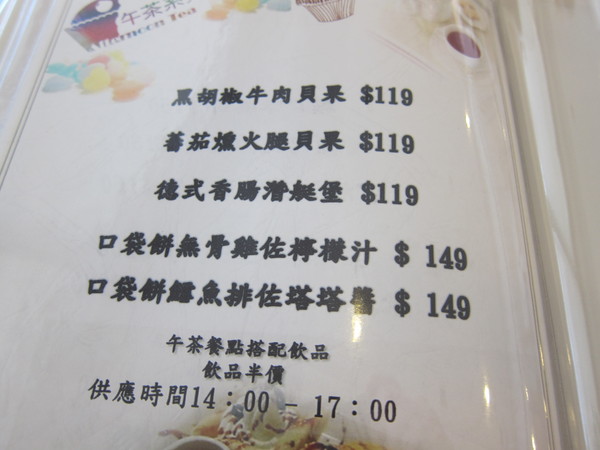 午茶系列
Afternoon Tea
黑胡椒牛肉貝果 $119
蕃茄燻火腿貝果 $119
德式香腸潛艇堡 $119
口袋餅無骨雞佐檸檬汁 $ 149
口袋餅鱈魚排佐塔塔醬 $ 149
午茶餐點搭配飲品
飲品半價
供應時間14：00 - 17：00